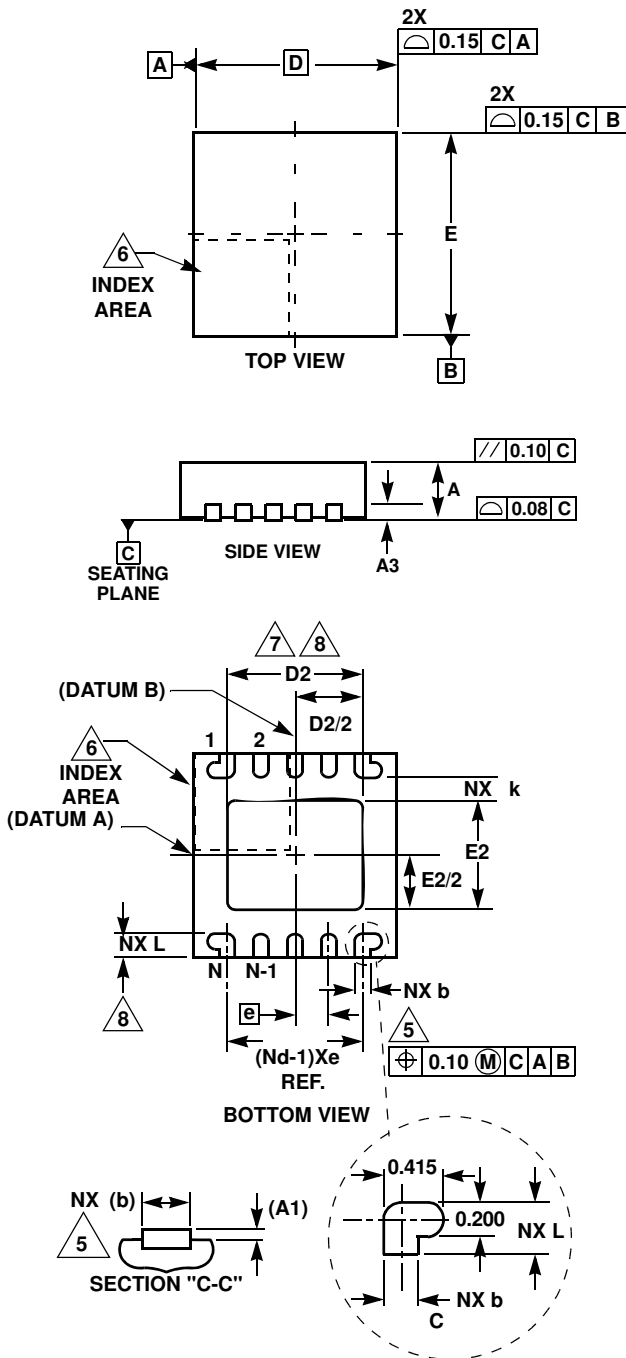 2X
⌓ 0.15 C A
A
D
2X
⌓ 0.15 C B
E
6
INDEX
AREA
TOP VIEW
B
// 0.10 C
A
⌓ 0.08 C
C
SEATING
PLANE
SIDE VIEW
A3
7 8
D2
(DATUM B)
D2/2
6
INDEX
AREA
(DATUM A)
1 2
NX k
E2
E2/2
NX L
N N-1
8
NX b
e
(Nd-1)Xe
REF.
5
⌖ 0.10 Ⓜ C A B
BOTTOM VIEW
NX (b)
(A1)
5
SECTION "C-C"
0.415
0.200
NX L
NX b
C